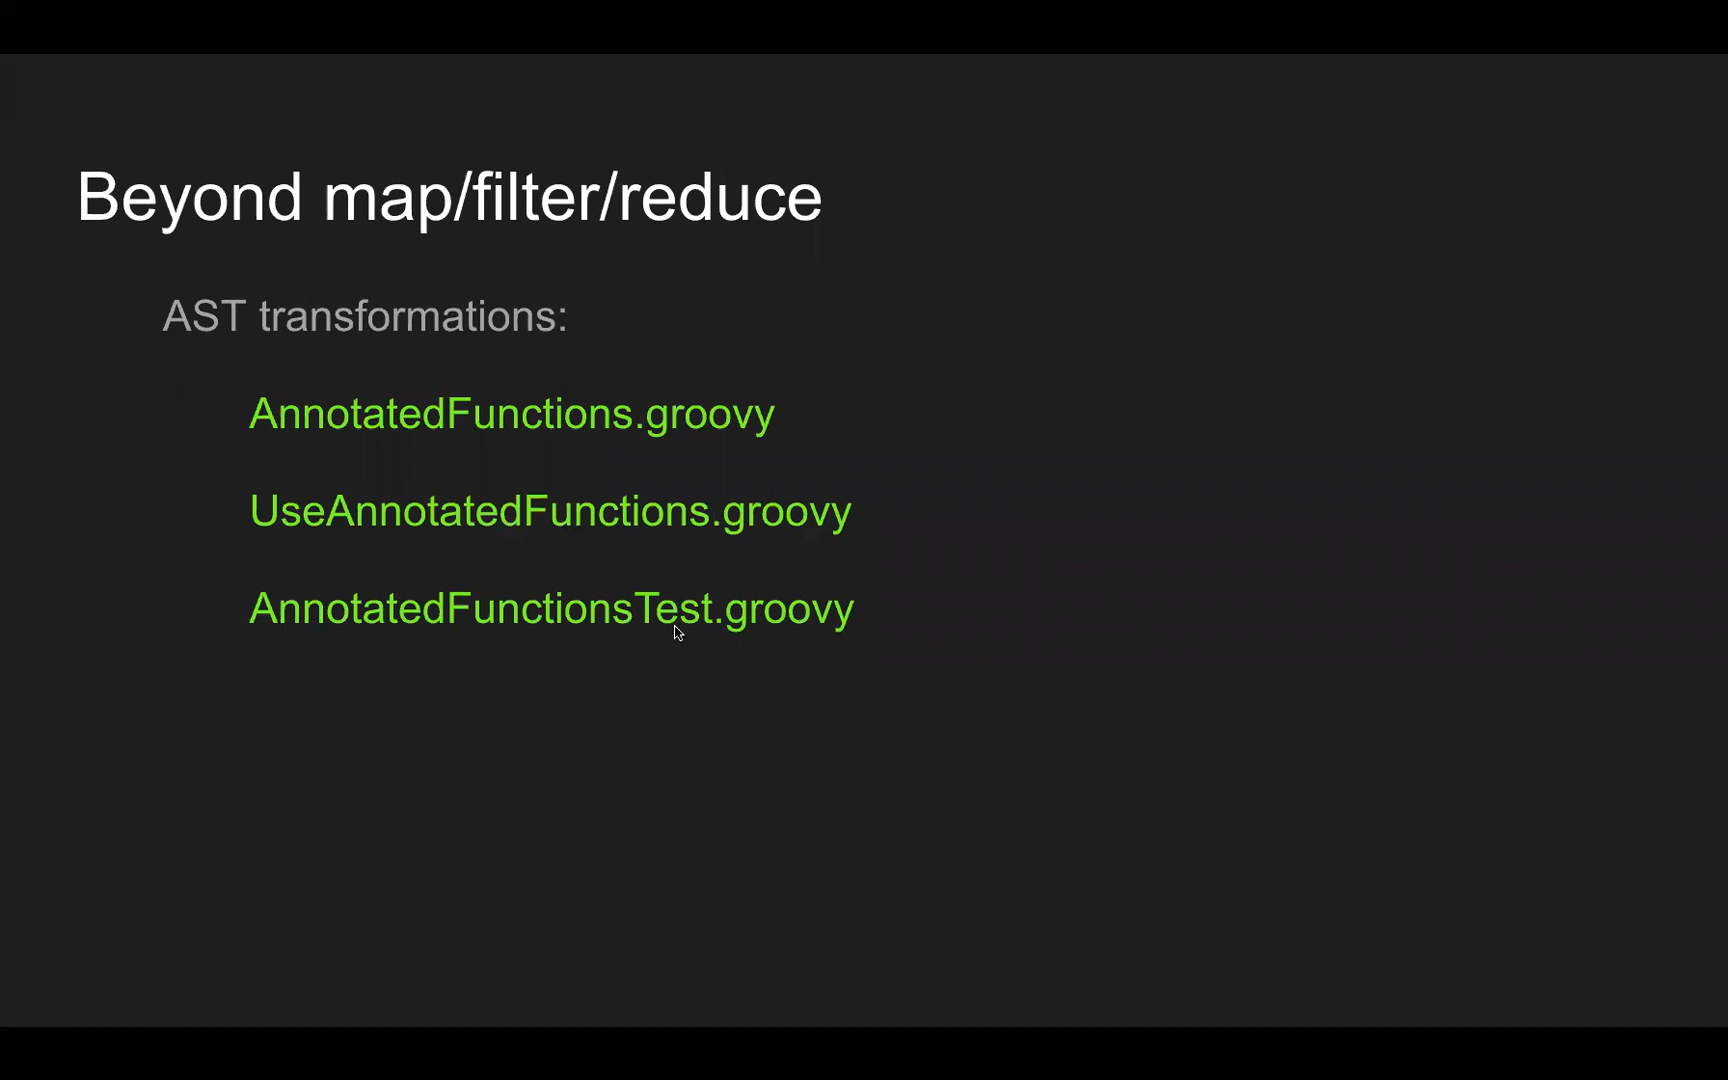 Beyond map/filter/reduce
AST transformations:
AnnotatedFunctions.groovy
UseAnnotatedFunctions.groovy
AnnotatedFunctionsTest.groovy